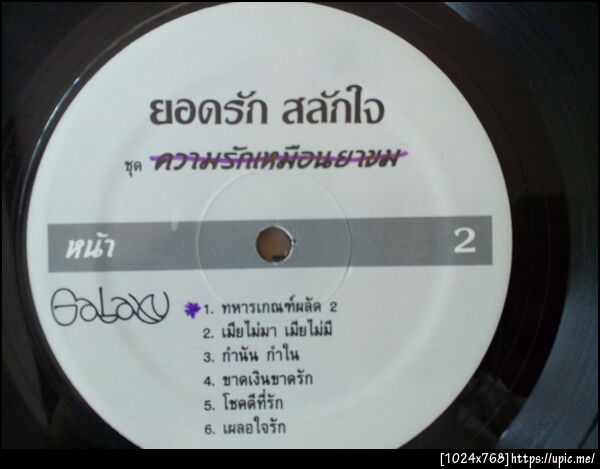 ยอดรัก สลักใจ
ชุด ความรักเหมือนยาขม
หน้า 2
GaLaxy
*1. ทหารเกณฑ์ผลัด 2
2. เมียไม่มา เมียไม่มี
3. กำนัน กำใน
4. ขาดเงินขาดรัก
5. โชคดีที่รัก
6. เผลอใจรัก
[1024x768]https://upic.me/